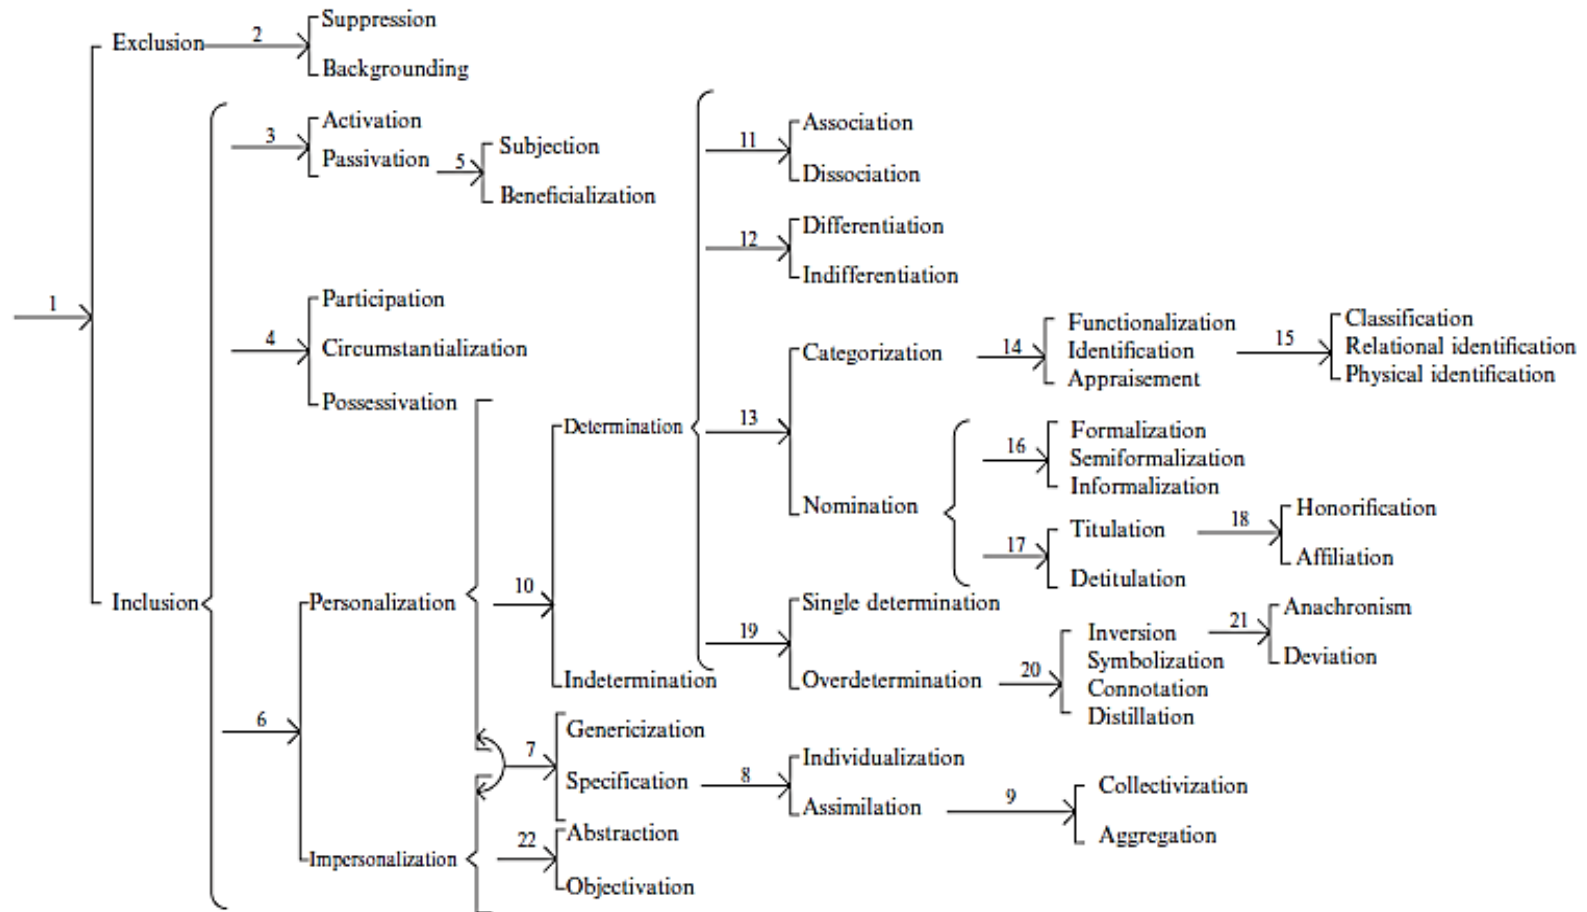 Suppression
2
Exclusion
Backgrounding
Activation
3
Passivation
5
Subjection
Beneficialization
11
Association
Dissociation
12
Differentiation
Indifferentiation
1
Participation
4
Circumstantialization
Possessivation
Determination
13
Categorization
14
Functionalization
Identification
Appraisement
15
Classification
Relational identification
Physical identification
Nomination
16
Formalization
Semiformalization
Informalization
17
Titulation
Detitulation
18
Honorification
Affiliation
Inclusion
Personalization
10
Indetermination
19
Single determination
Overdetermination
20
Inversion
Symbolization
Connotation
Distillation
21
Anachronism
Deviation
6
7
Genericization
Specification
8
Individualization
Assimilation
9
Collectivization
Aggregation
Impersonalization
22
Abstraction
Objectivation